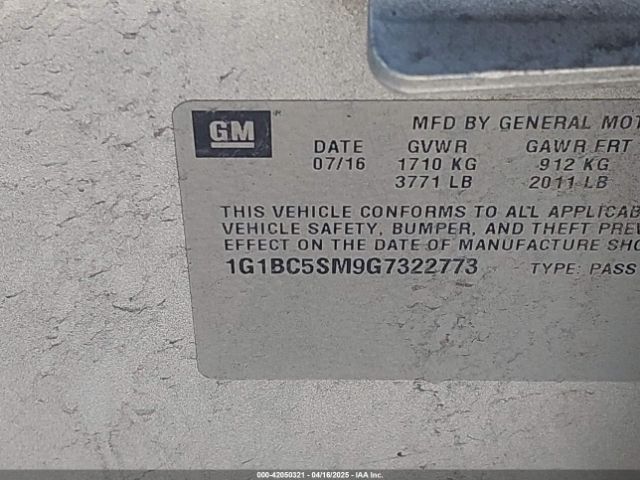 GM
MFD BY GENERAL MOT
DATE GVWR GAWR FRT
07/16 1710 KG 912 KG
3771 LB 2011 LB
THIS VEHICLE CONFORMS TO ALL APPLICAB
VEHICLE SAFETY, BUMPER, AND THEFT PREV
EFFECT ON THE DATE OF MANUFACTURE SHO
1G1BC5SM9G7322773 TYPE: PASS
000-42050321 - 04/16/2025 - IAA Inc.